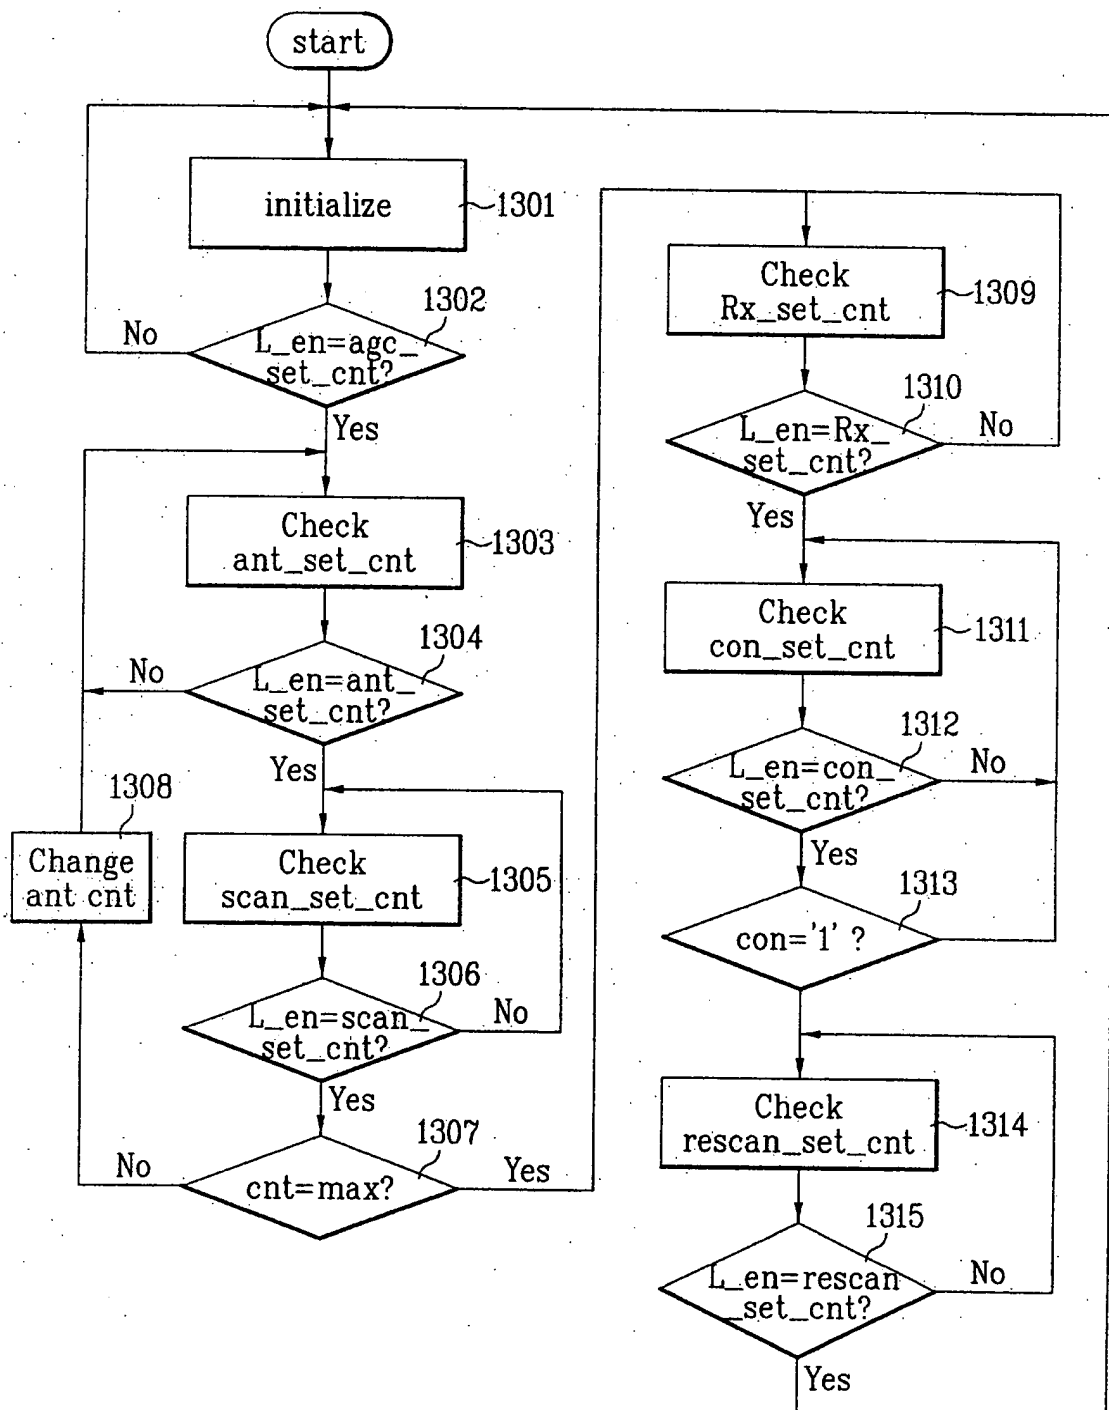 start
initialize
1301
1302
L_en=agc_
set_cnt?
No
Yes
Check
ant_set_cnt
1303
1304
L_en=ant_
set_cnt?
No
Yes
1308
Change
ant cnt
Check
scan_set_cnt
1305
1306
L_en=scan_
set_cnt?
No
Yes
1307
cnt=max?
No
Yes
Check
Rx_set_cnt
1309
1310
L_en=Rx_
set_cnt?
No
Yes
Check
con_set_cnt
1311
1312
L_en=con_
set_cnt?
No
Yes
1313
con='1' ?
Check
rescan_set_cnt
1314
1315
L_en=rescan
_set_cnt?
No
Yes